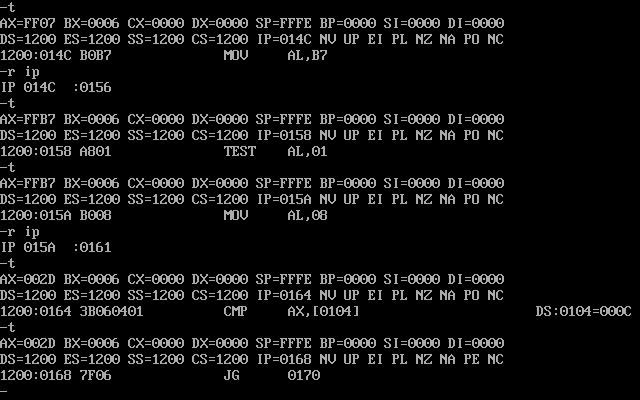 -t
AX=FF07 BX=0006 CX=0000 DX=0000 SP=FFFE BP=0000 SI=0000 DI=0000
DS=1200 ES=1200 SS=1200 CS=1200 IP=014C NV UP EI PL NZ NA PO NC
1200:014C B0B7 MOV AL,B7
-r ip
IP 014C :0156
-t
AX=FFB7 BX=0006 CX=0000 DX=0000 SP=FFFE BP=0000 SI=0000 DI=0000
DS=1200 ES=1200 SS=1200 CS=1200 IP=0158 NV UP EI PL NZ NA PO NC
1200:0158 A801 TEST AL,01
-t
AX=FFB7 BX=0006 CX=0000 DX=0000 SP=FFFE BP=0000 SI=0000 DI=0000
DS=1200 ES=1200 SS=1200 CS=1200 IP=015A NV UP EI PL NZ NA PO NC
1200:015A B008 MOV AL,08
-r ip
IP 015A :0161
-t
AX=002D BX=0006 CX=0000 DX=0000 SP=FFFE BP=0000 SI=0000 DI=0000
DS=1200 ES=1200 SS=1200 CS=1200 IP=0164 NV UP EI PL NZ NA PO NC
1200:0164 3B060401 CMP AX,[0104] DS:0104=000C
-t
AX=002D BX=0006 CX=0000 DX=0000 SP=FFFE BP=0000 SI=0000 DI=0000
DS=1200 ES=1200 SS=1200 CS=1200 IP=0168 NV UP EI PL NZ NA PE NC
1200:0168 7F06 JG 0170
-